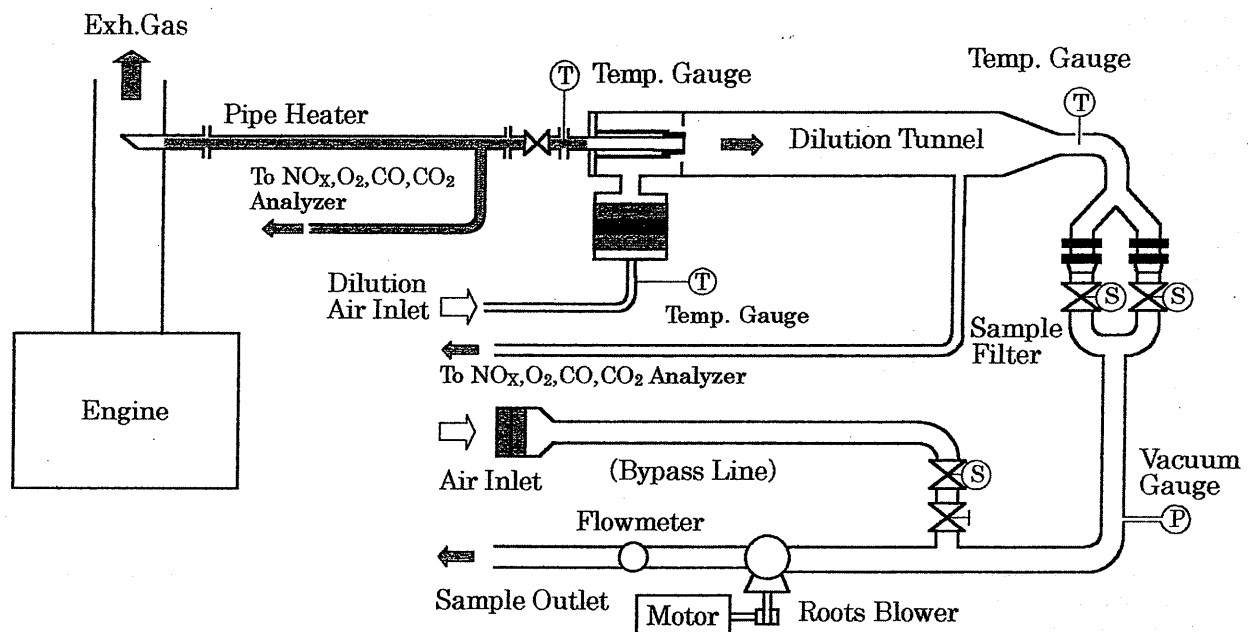 Exh.Gas
Pipe Heater
T
Temp. Gauge
Temp. Gauge
T
Dilution Tunnel
To NOX,O2,CO,CO2
Analyzer
Dilution
Air Inlet
T
Temp. Gauge
S
S
Sample
Filter
To NOX,O2,CO,CO2 Analyzer
Engine
Air Inlet
(Bypass Line)
S
Vacuum
Gauge
P
Flowmeter
Sample Outlet
Motor
Roots Blower